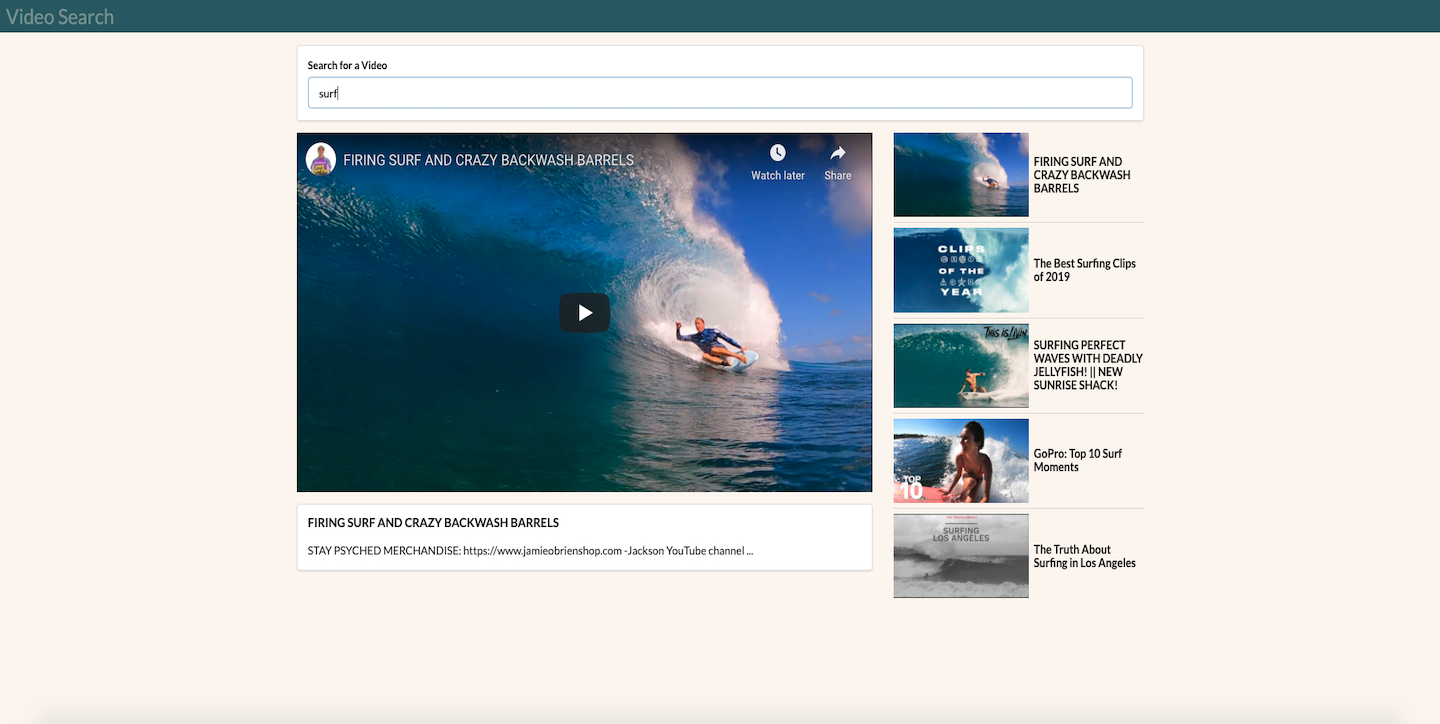 Video Search
Search for a Video
surf
FIRING SURF AND CRAZY BACKWASH BARRELS
Watch later
Share
FIRING SURF AND CRAZY BACKWASH BARRELS
STAY PSYCHED MERCHANDISE: https://www.jamieobrienshop.com -Jackson YouTube channel ...
FIRING SURF AND
CRAZY BACKWASH
BARRELS
CLIPS
OF THE
YEAR
The Best Surfing Clips
of 2019
THIS IS LIVIN
SURFING PERFECT
WAVES WITH DEADLY
JELLYFISH! || NEW
SUNRISE SHACK!
TOP
10
GoPro: Top 10 Surf
Moments
SURFING
LOS ANGELES
The Truth About
Surfing in Los Angeles